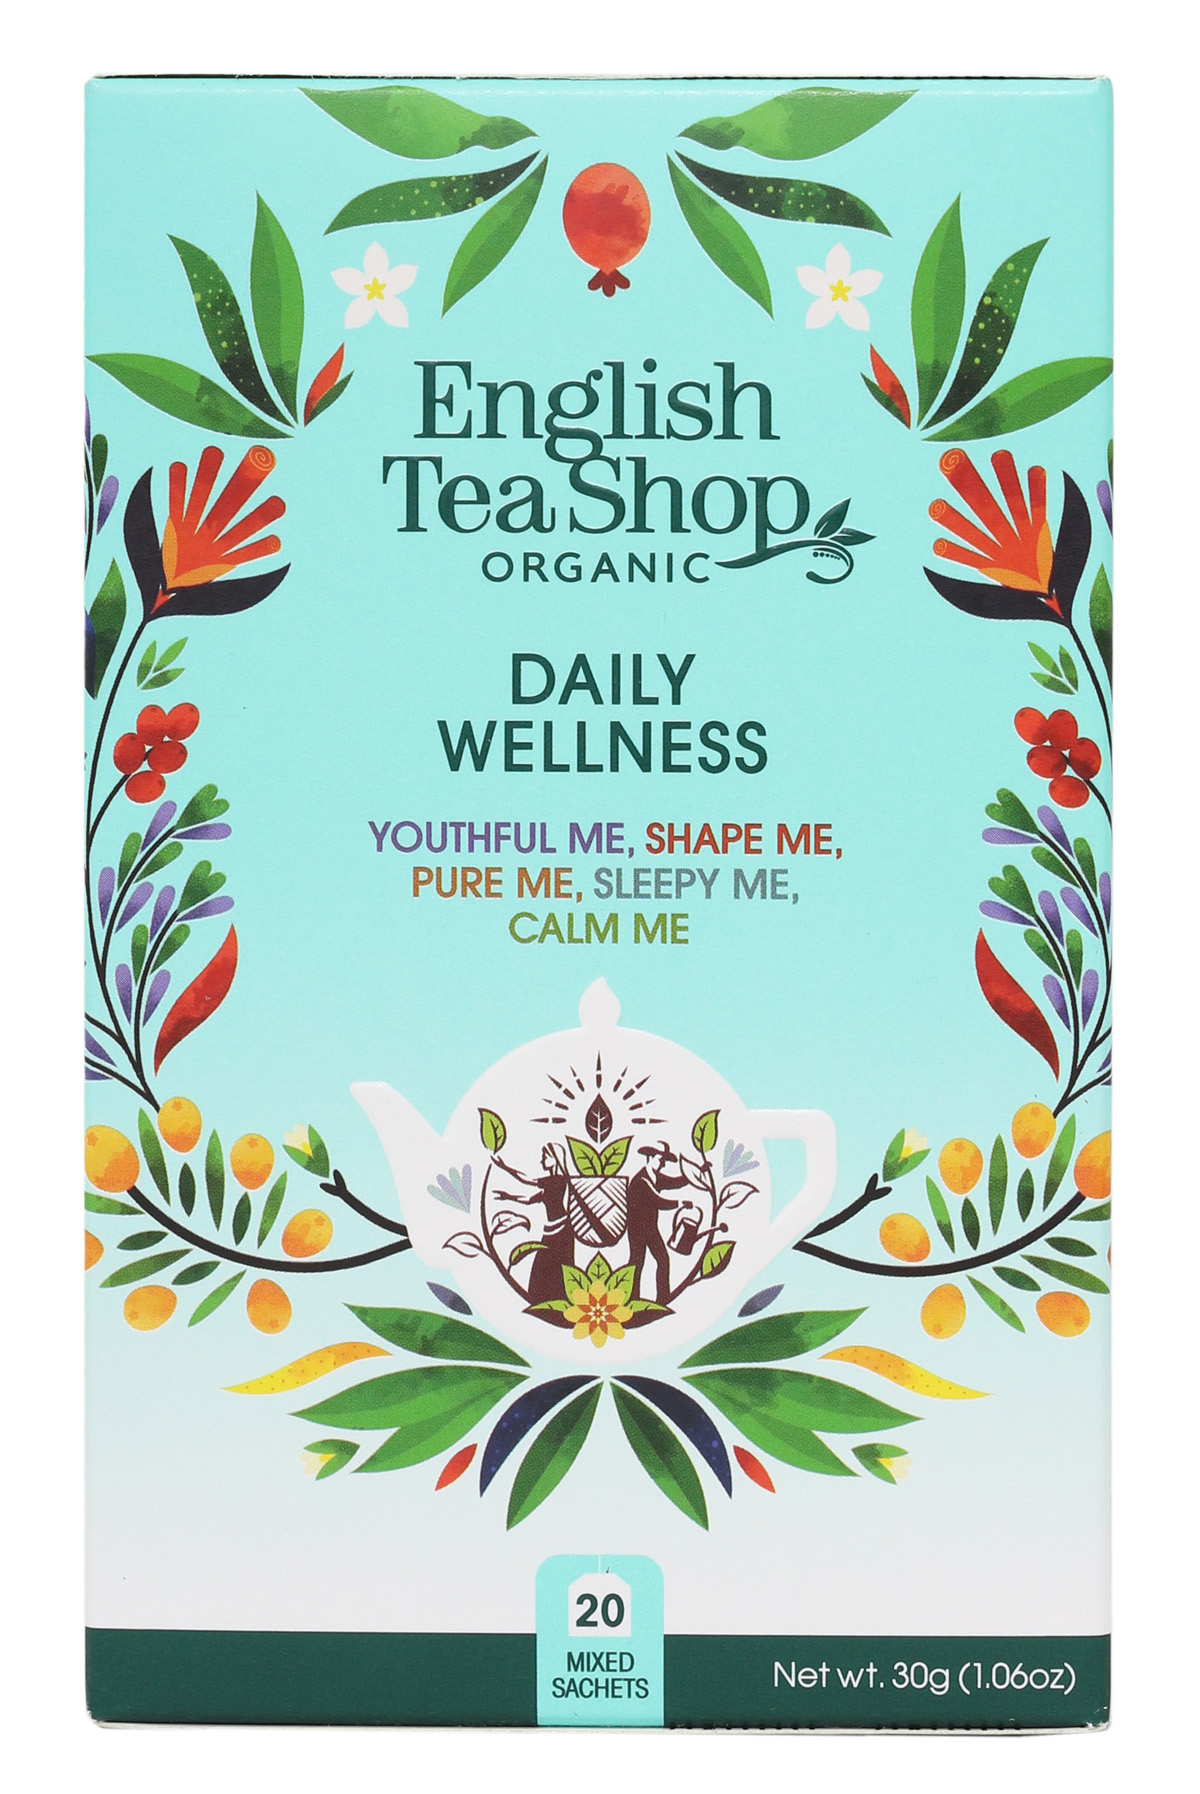 English
Tea Shop
ORGANIC
DAILY
WELLNESS
YOUTHFUL ME, SHAPE ME,
PURE ME, SLEEPY ME,
CALM ME
20
MIXED
SACHETS
Net wt. 30g (1.06oz)